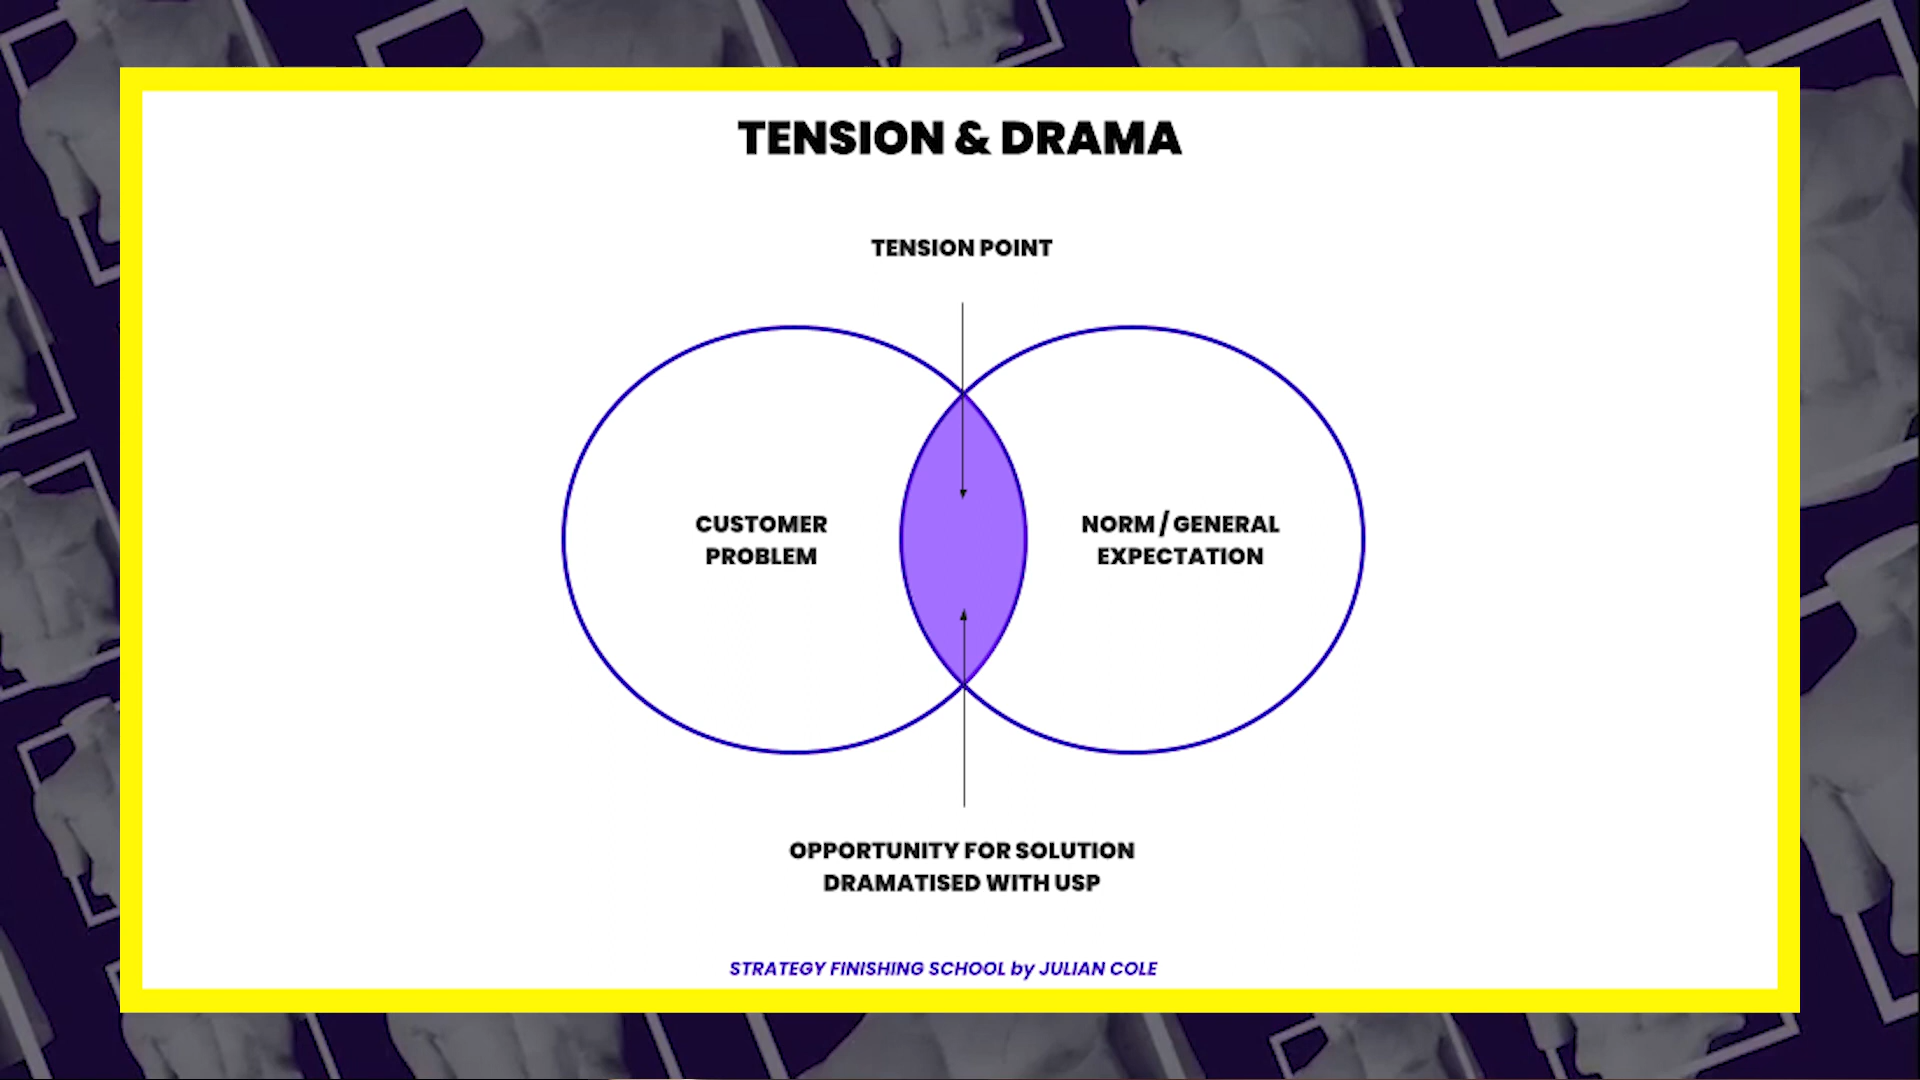 TENSION & DRAMA
TENSION POINT
CUSTOMER
PROBLEM
NORM / GENERAL
EXPECTATION
OPPORTUNITY FOR SOLUTION
DRAMATISED WITH USP
STRATEGY FINISHING SCHOOL by JULIAN COLE